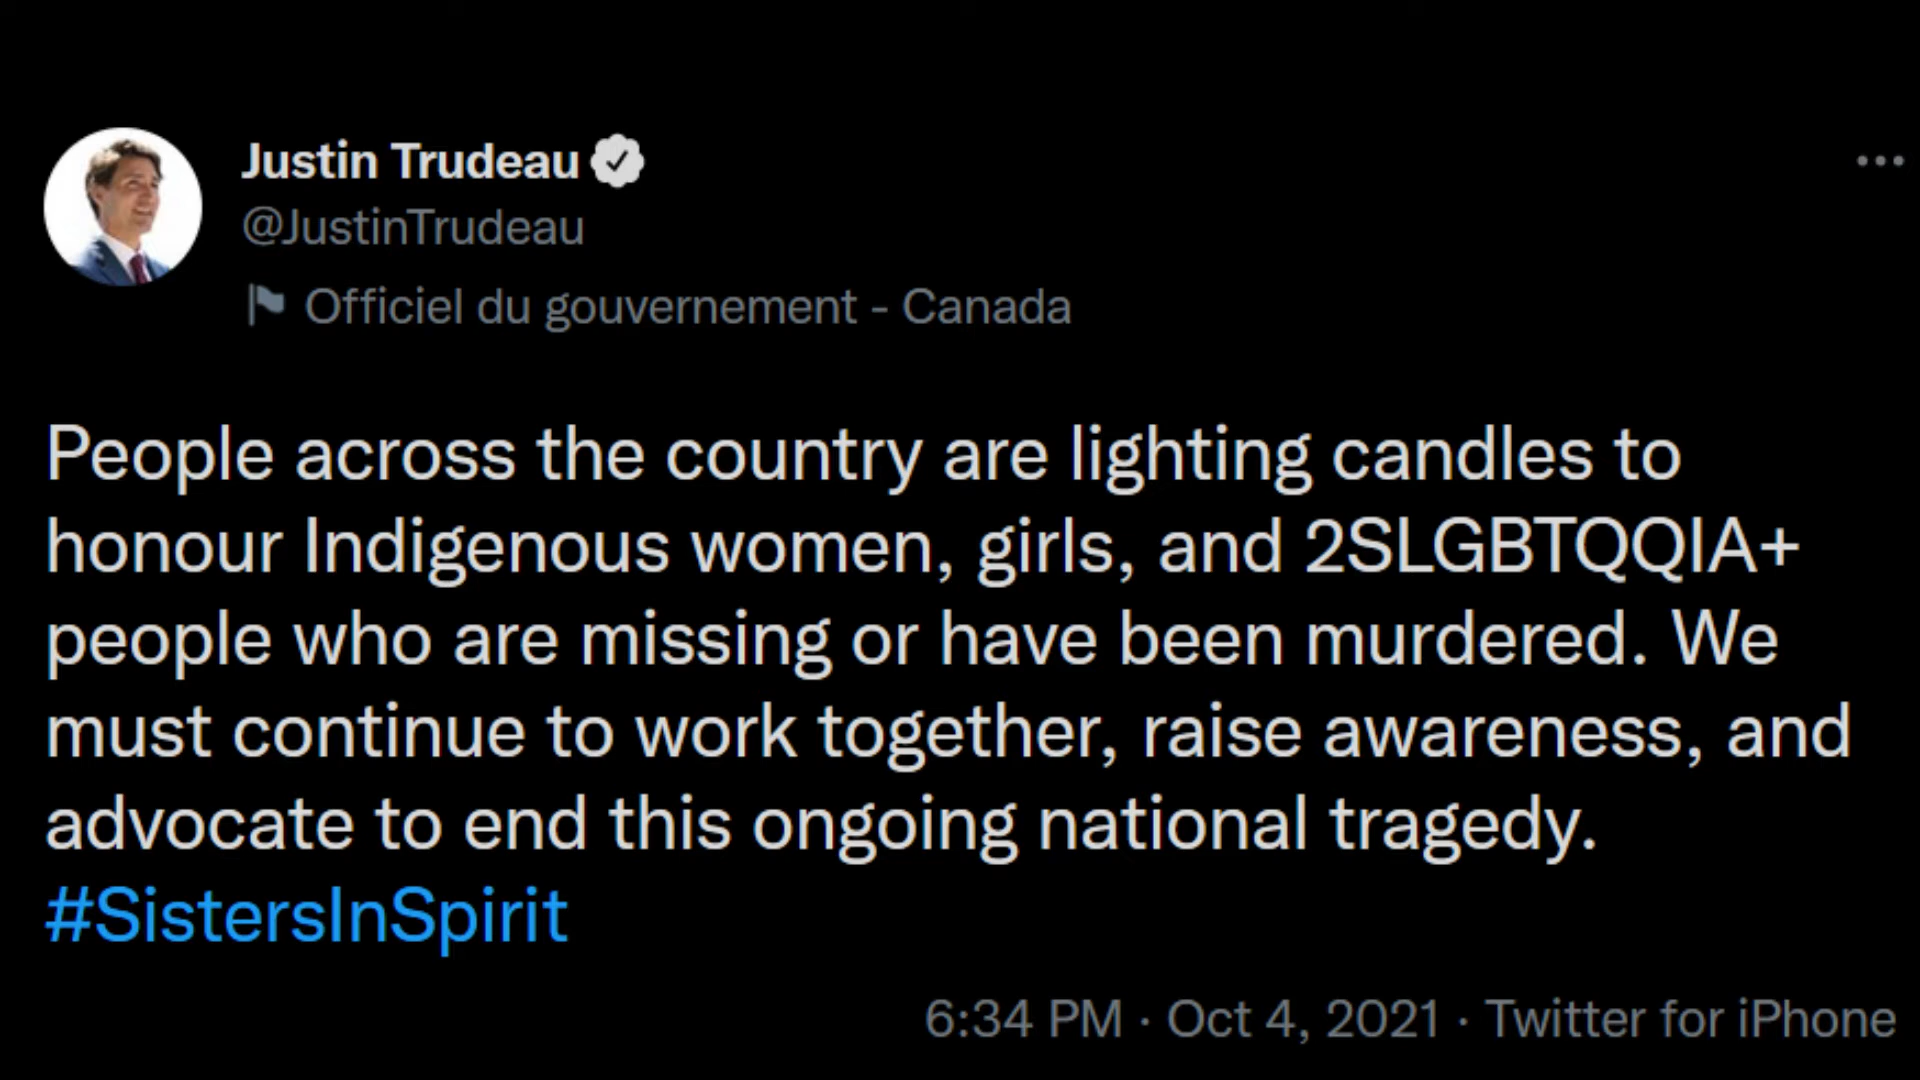 Justin Trudeau
@JustinTrudeau
Officiel du gouvernement - Canada
People across the country are lighting candles to
honour Indigenous women, girls, and 2SLGBTQQIA+
people who are missing or have been murdered. We
must continue to work together, raise awareness, and
advocate to end this ongoing national tragedy.
#SistersInSpirit
6:34 PM · Oct 4, 2021 · Twitter for iPhone